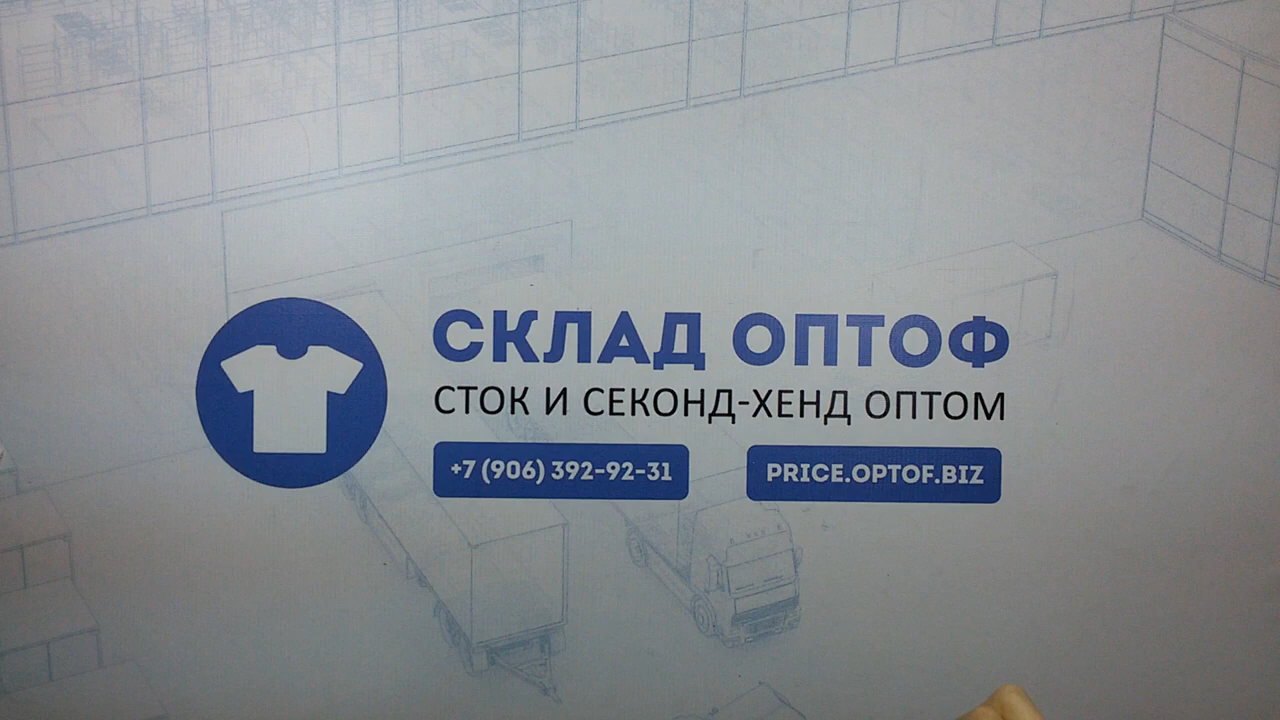 СКЛАД ОПТОФ
СТОК И СЕКОНД-ХЕНД ОПТОМ
+7 (906) 392-92-31
PRICE.OPTOF.BIZ